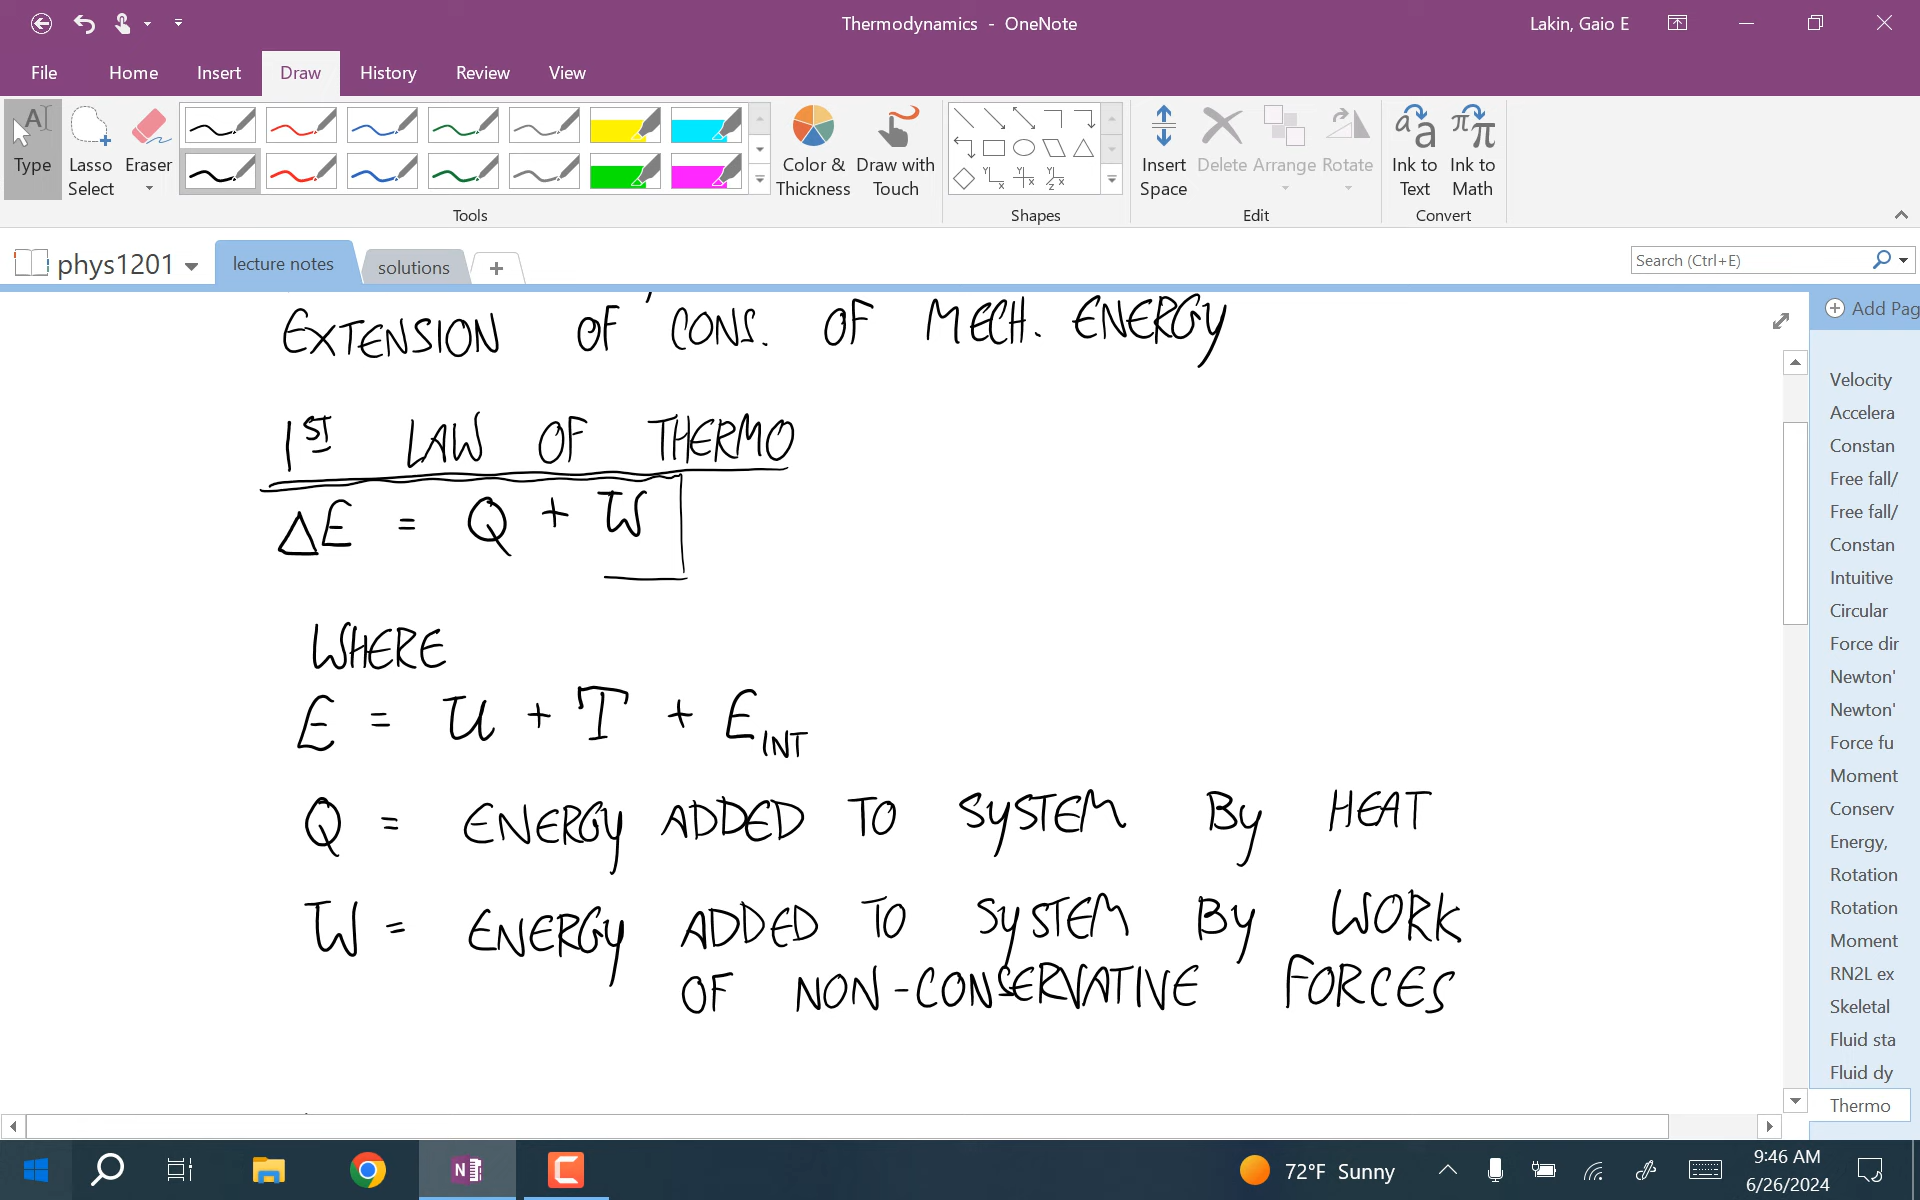 Thermodynamics - OneNote
Lakin, Gaio E
File Home Insert Draw History Review View
Type
Lasso Select
Eraser
Color & Thickness
Draw with Touch
Insert Space
Delete
Arrange
Rotate
Ink to Text
Ink to Math
Tools
Shapes
Edit
Convert
phys1201
lecture notes
solutions
Search (Ctrl+E)
EXTENSION OF CONS. OF MECH. ENERGY
1ST LAW OF THERMO
ΔE = Q + W
WHERE
E = U + T + E INT
Q = ENERGY ADDED TO SYSTEM BY HEAT
W = ENERGY ADDED TO SYSTEM BY WORK
OF NON-CONSERVATIVE FORCES
Add Pag
Velocity
Accelera
Constan
Free fall/
Free fall/
Constan
Intuitive
Circular
Force dir
Newton'
Newton'
Force fu
Moment
Conserv
Energy,
Rotation
Rotation
Moment
RN2L ex
Skeletal
Fluid sta
Fluid dy
Thermo
72°F Sunny
9:46 AM
6/26/2024